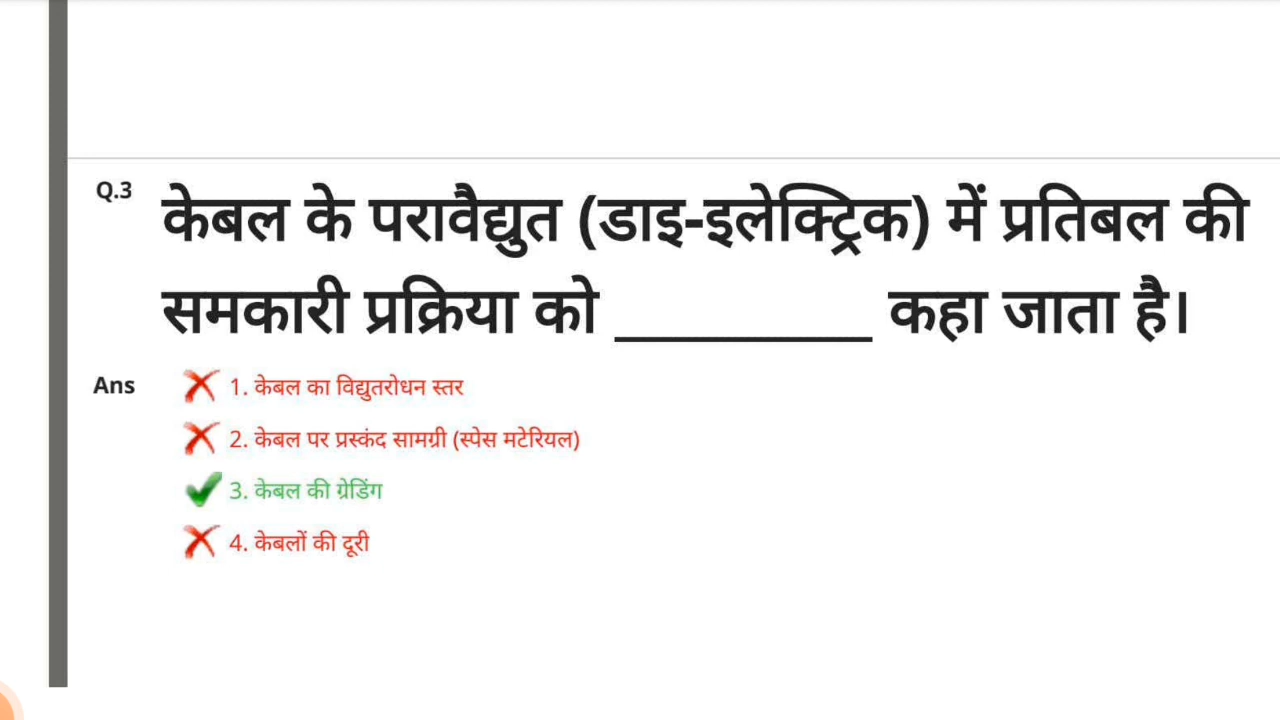 Q.3 केबल के परावैद्युत (डाइ-इलेक्ट्रिक) में प्रतिबल की
समकारी प्रक्रिया को __________ कहा जाता है।
Ans 1. केबल का विद्युतरोधन स्तर
2. केबल पर प्रस्कंद सामग्री (स्पेस मटेरियल)
3. केबल की ग्रेडिंग
4. केबलों की दूरी